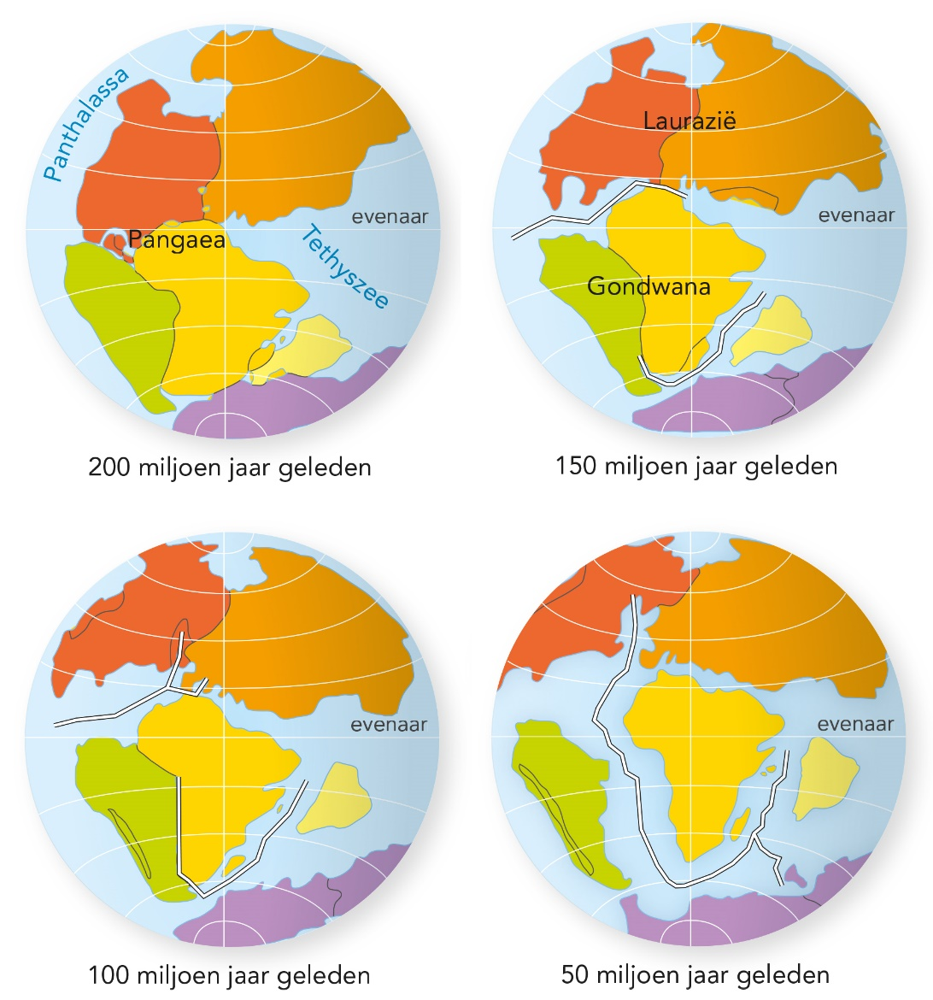 Panthalassa
evenaar
Pangaea
Tethyszee
200 miljoen jaar geleden
Laurazië
evenaar
Gondwana
150 miljoen jaar geleden
evenaar
100 miljoen jaar geleden
evenaar
50 miljoen jaar geleden